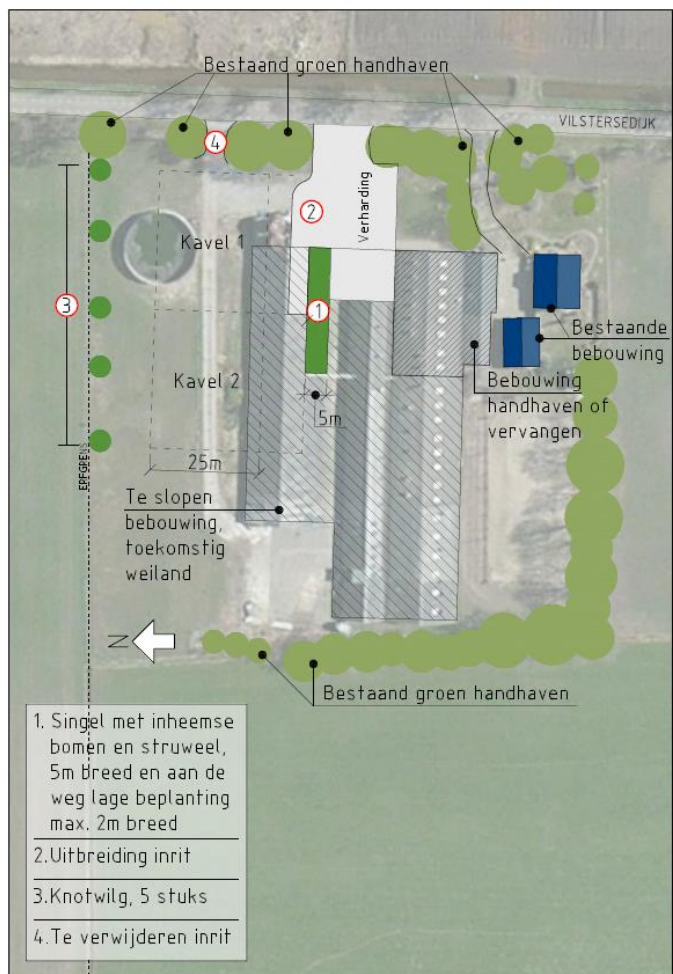 Bestaand groen handhaven
VILSTERSEDIJK
4
2
Verharding
Kavel 1
3
1
Bestaande
bebouwing
Kavel 2
Bebouwing
handhaven of
vervangen
5m
ERFGRENS
25m
Te slopen
bebouwing,
toekomstig
weiland
N
Bestaand groen handhaven
1. Singel met inheemse
bomen en struweel,
5m breed en aan de
weg lage beplanting
max. 2m breed
2.Uitbreiding inrit
3.Knotwilg, 5 stuks
4.Te verwijderen inrit